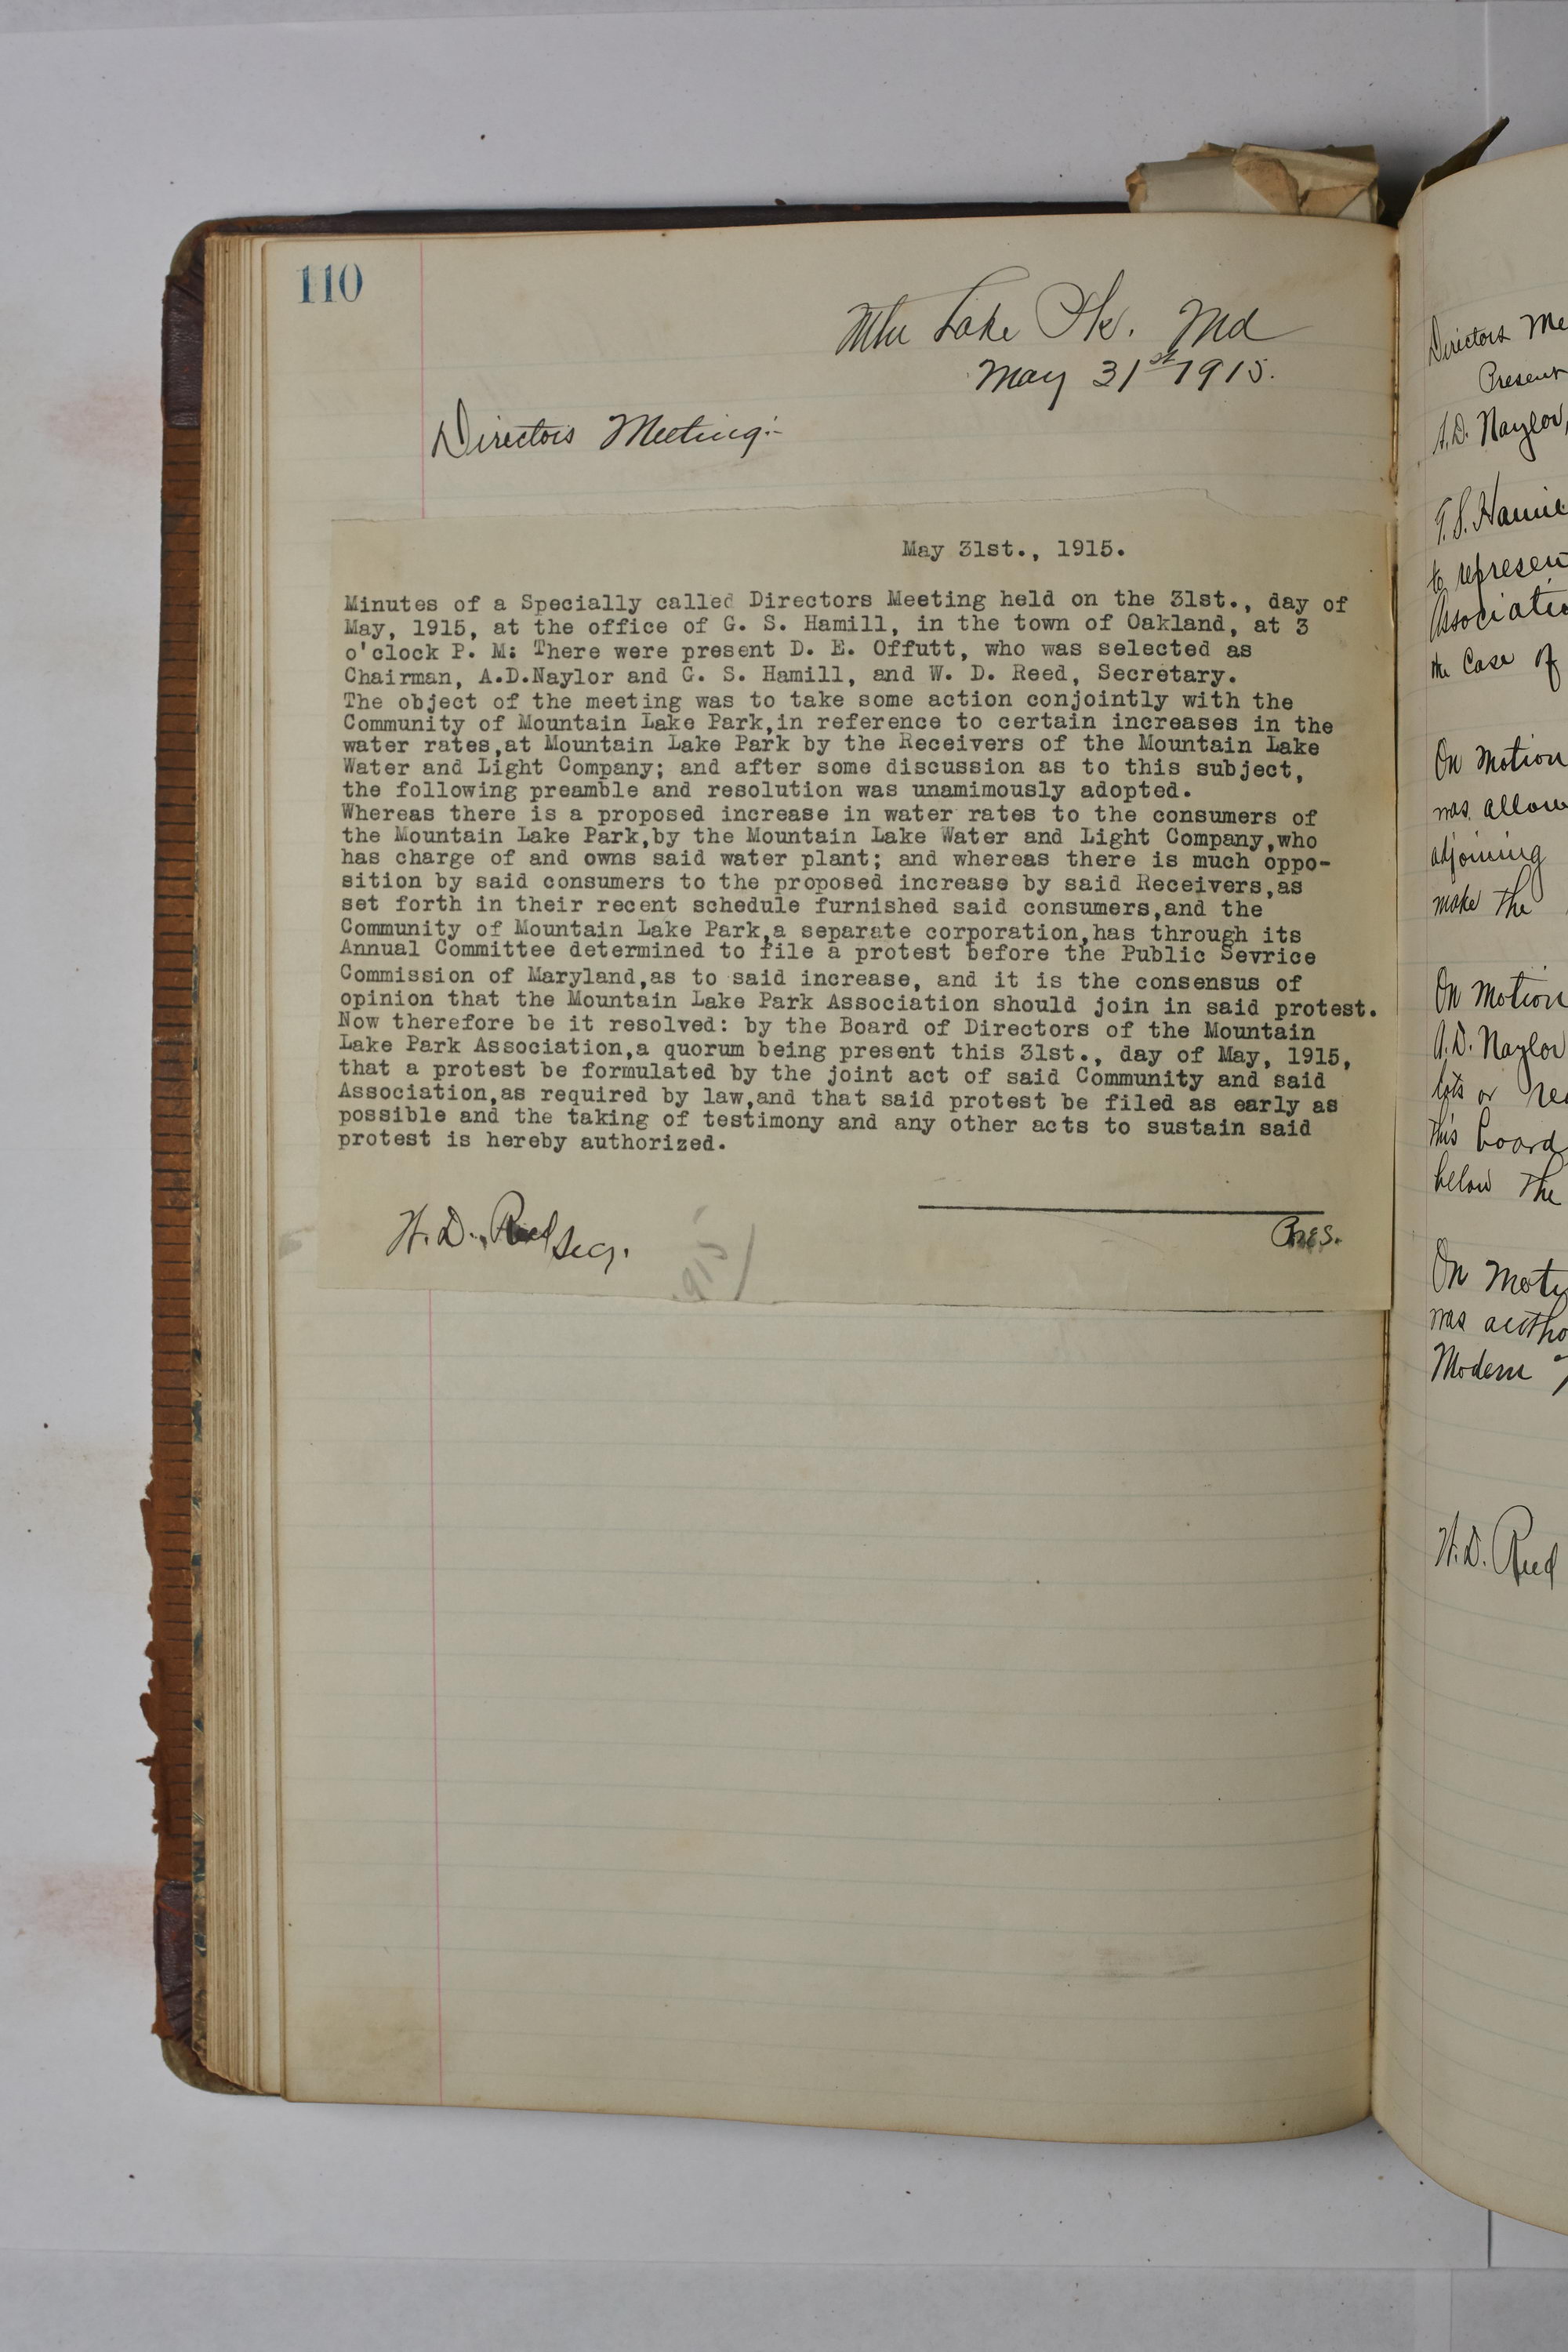 110
Mtn Lake Pk. Md
May 31st 1915.
Directors Meeting:-
May 31st., 1915.
Minutes of a Specially called Directors Meeting held on the 31st., day of
May, 1915, at the office of G. S. Hamill, in the town of Oakland, at 3
o'clock P. M: There were present D. E. Offutt, who was selected as
Chairman, A.D.Naylor and G. S. Hamill, and W. D. Reed, Secretary.
The object of the meeting was to take some action conjointly with the
Community of Mountain Lake Park,in reference to certain increases in the
water rates,at Mountain Lake Park by the Receivers of the Mountain Lake
Water and Light Company; and after some discussion as to this subject,
the following preamble and resolution was unamimously adopted.
Whereas there is a proposed increase in water rates to the consumers of
the Mountain Lake Park,by the Mountain Lake Water and Light Company,who
has charge of and owns said water plant; and whereas there is much oppo-
sition by said consumers to the proposed increase by said Receivers,as
set forth in their recent schedule furnished said consumers,and the
Community of Mountain Lake Park,a separate corporation,has through its
Annual Committee determined to file a protest before the Public Sevrice
Commission of Maryland,as to said increase, and it is the consensus of
opinion that the Mountain Lake Park Association should join in said protest.
Now therefore be it resolved: by the Board of Directors of the Mountain
Lake Park Association,a quorum being present this 31st., day of May, 1915,
that a protest be formulated by the joint act of said Community and said
Association,as required by law,and that said protest be filed as early as
possible and the taking of testimony and any other acts to sustain said
protest is hereby authorized.
W. D. Reed Secy.
Pres.
Directors Me
Present
A.D. Naylor,
to represen
Associatio
the Case of
On Motion
was allow
adjoining
make the
On Motion
A.D. Naylor
lots or rea
this board
below the
On Moti
was autho
Modern
W.D. Reed